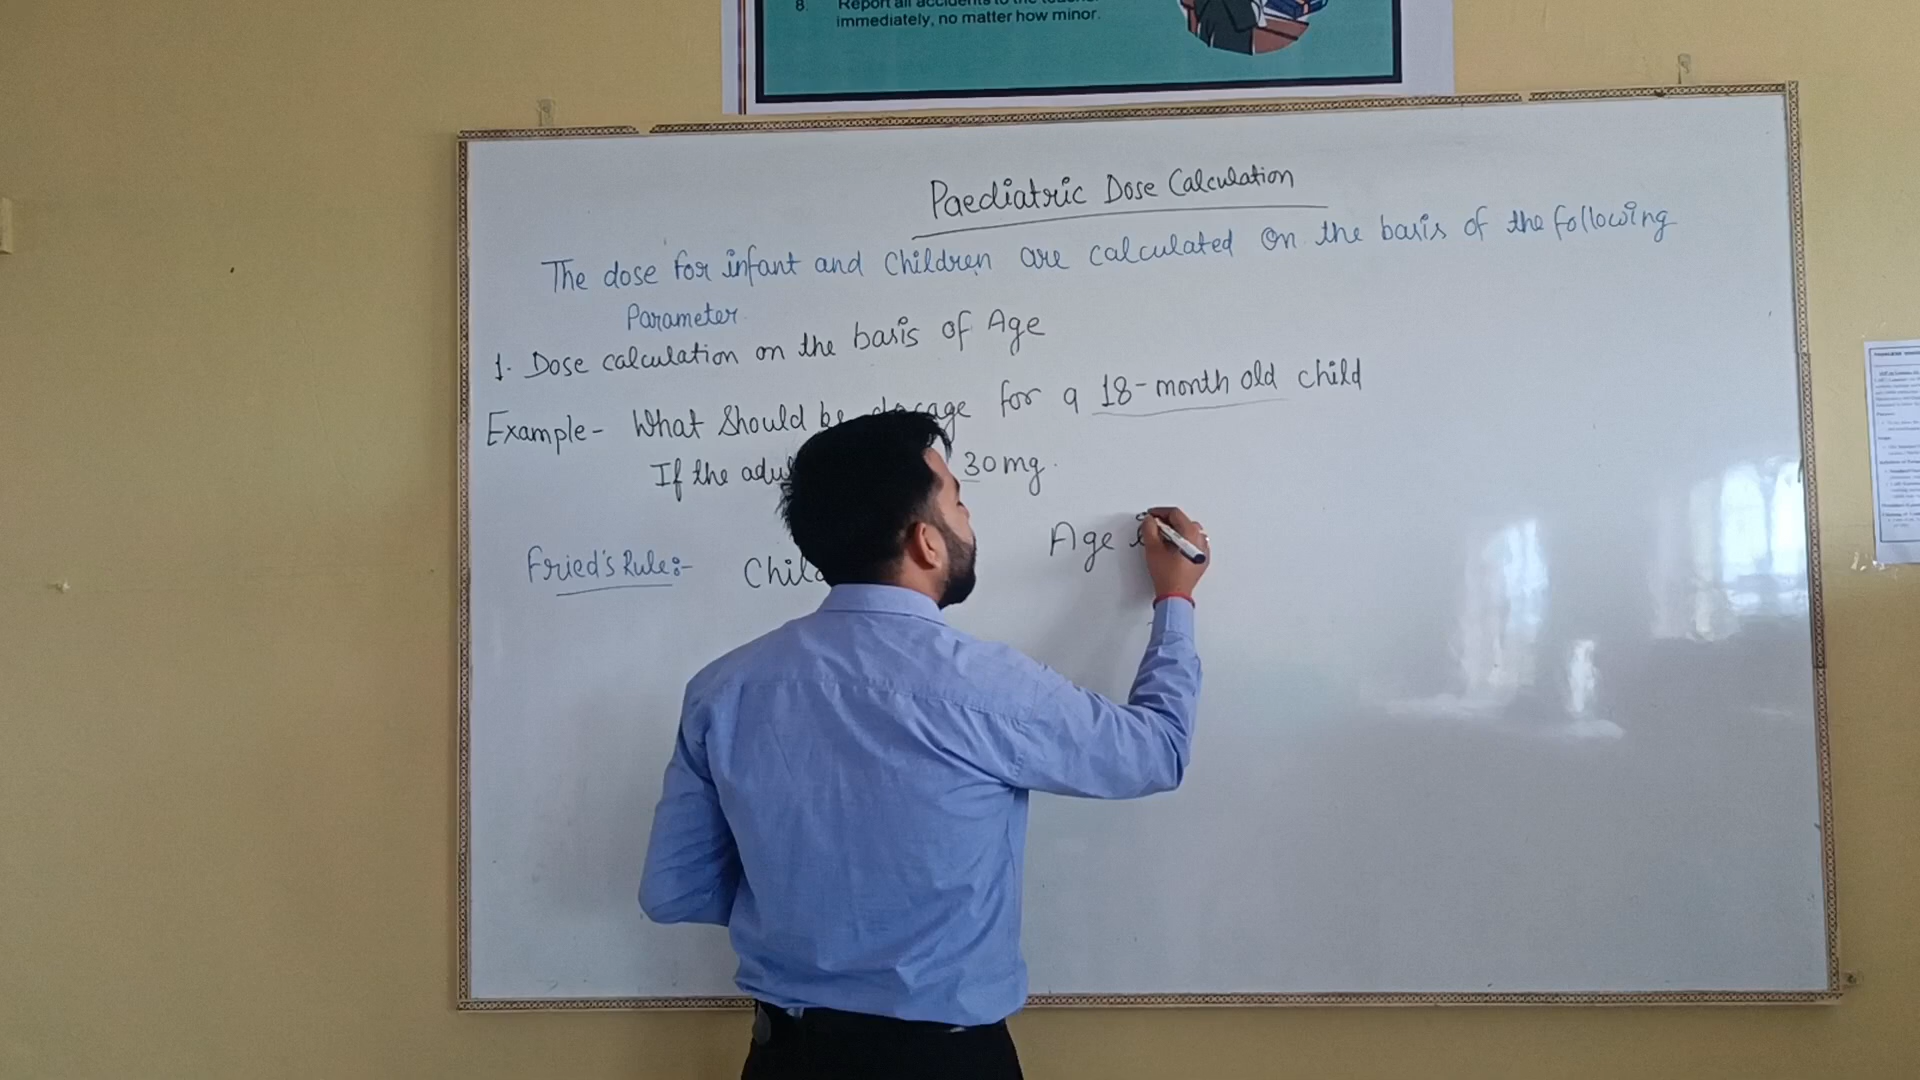 8. Report all accidents to the
immediately, no matter how minor.
Paediatric Dose Calculation
The dose for infant and children are calculated on the basis of the following
Parameter
1. Dose calculation on the basis of Age
Example- What Should be for a 18-month old child
If the 30mg.
Fried's Rule:- Age